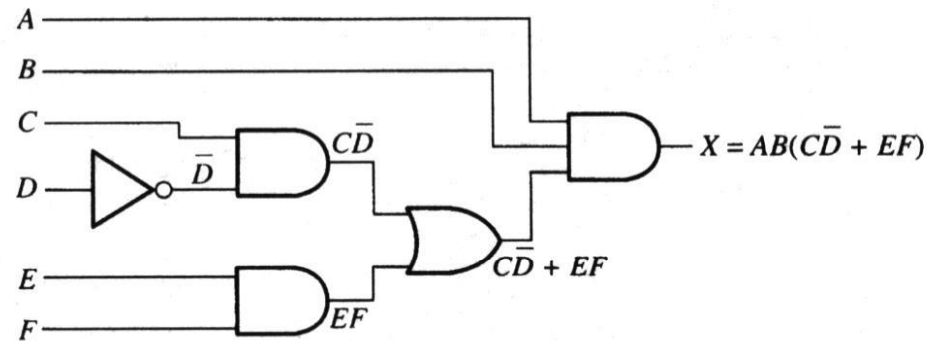 A
B
C
D
D̅
CD̅
X = AB(CD̅ + EF)
CD̅ + EF
E
F
EF